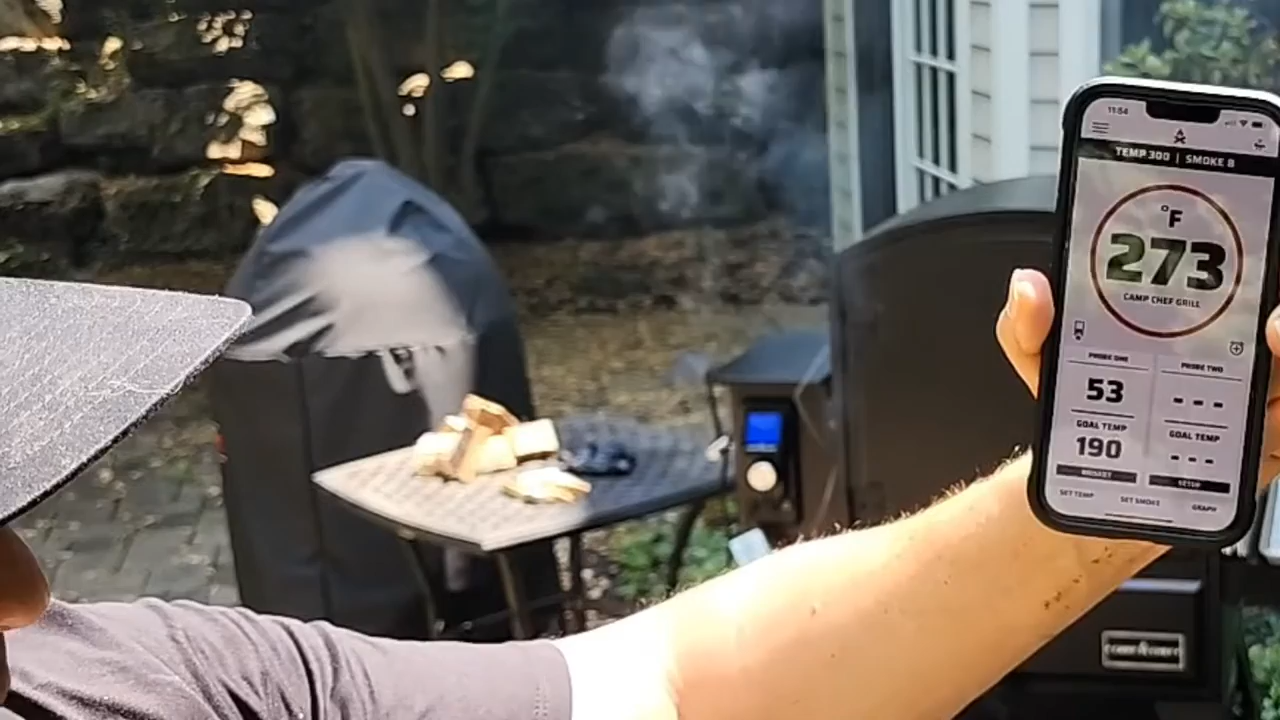 11:54
TEMP 300 | SMOKE 8
°F
273
CAMP CHEF GRILL
PROBE ONE
PROBE TWO
53
---
GOAL TEMP
GOAL TEMP
190
---
BRISKET
SETUP
SET TEMP
SET SMOKE
GRAPH